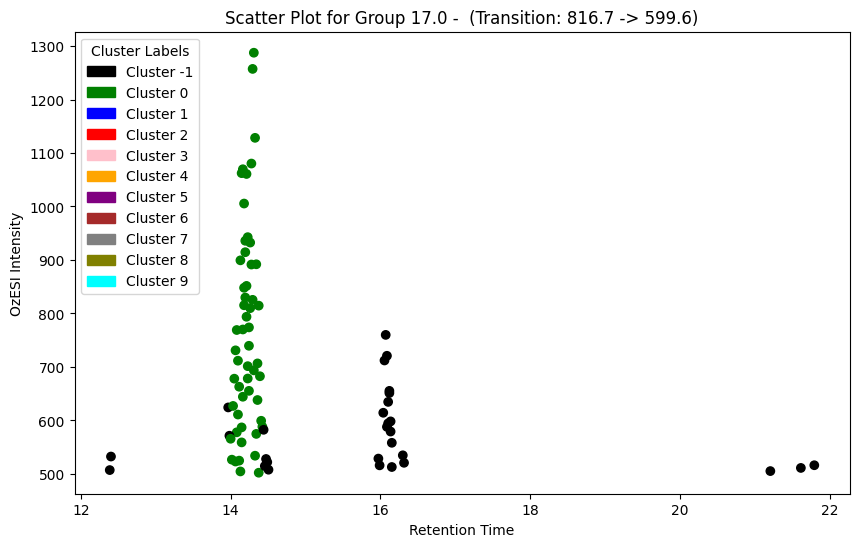 Scatter Plot for Group 17.0 -  (Transition: 816.7 -> 599.6)
Cluster Labels
Cluster -1
Cluster 0
Cluster 1
Cluster 2
Cluster 3
Cluster 4
Cluster 5
Cluster 6
Cluster 7
Cluster 8
Cluster 9
OzESI Intensity
1300
1200
1100
1000
900
800
700
600
500
12 14 16 18 20 22
Retention Time